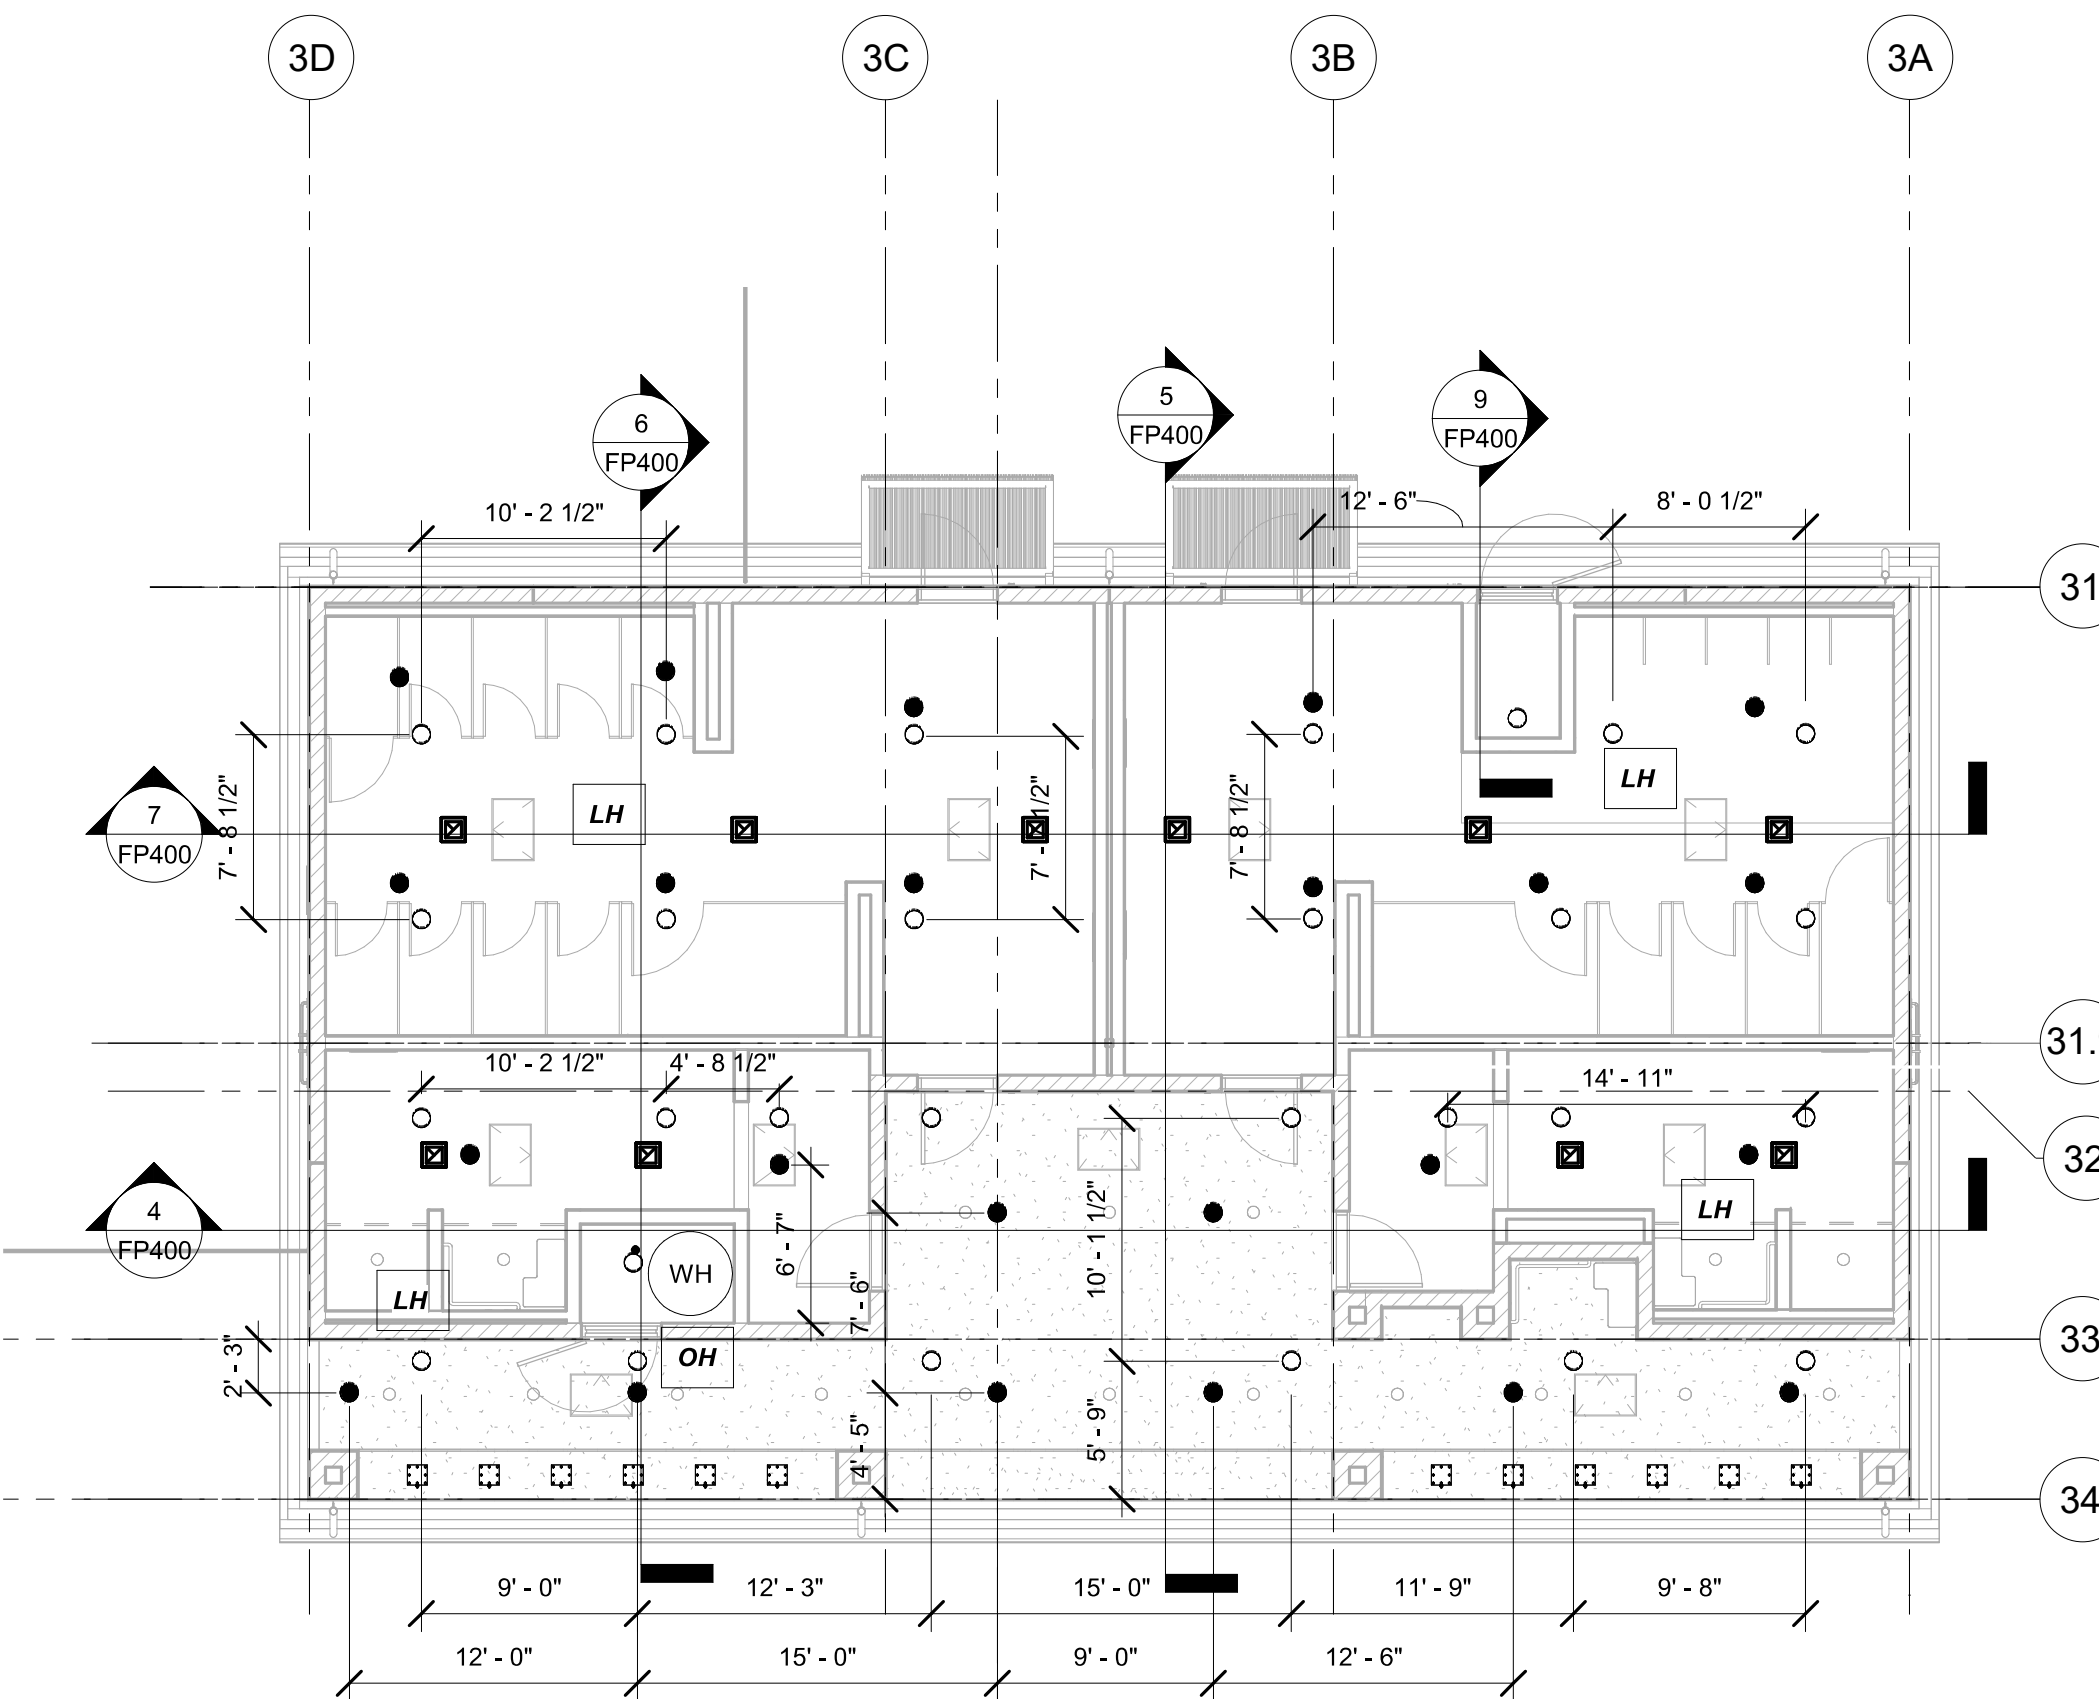 3D
3C
3B
3A
6
FP400
5
FP400
9
FP400
10' - 2 1/2"
12' - 6"
8' - 0 1/2"
31
7
FP400
7' - 8 1/2"
LH
7' - 8 1/2"
LH
31.
10' - 2 1/2"
4' - 8 1/2"
14' - 11"
32
4
FP400
LH
WH
6' - 7"
7' - 6"
10' - 1 1/2"
LH
2' - 3"
OH
33
4' - 5"
5' - 9"
34
9' - 0"
12' - 3"
15' - 0"
11' - 9"
9' - 8"
12' - 0"
15' - 0"
9' - 0"
12' - 6"